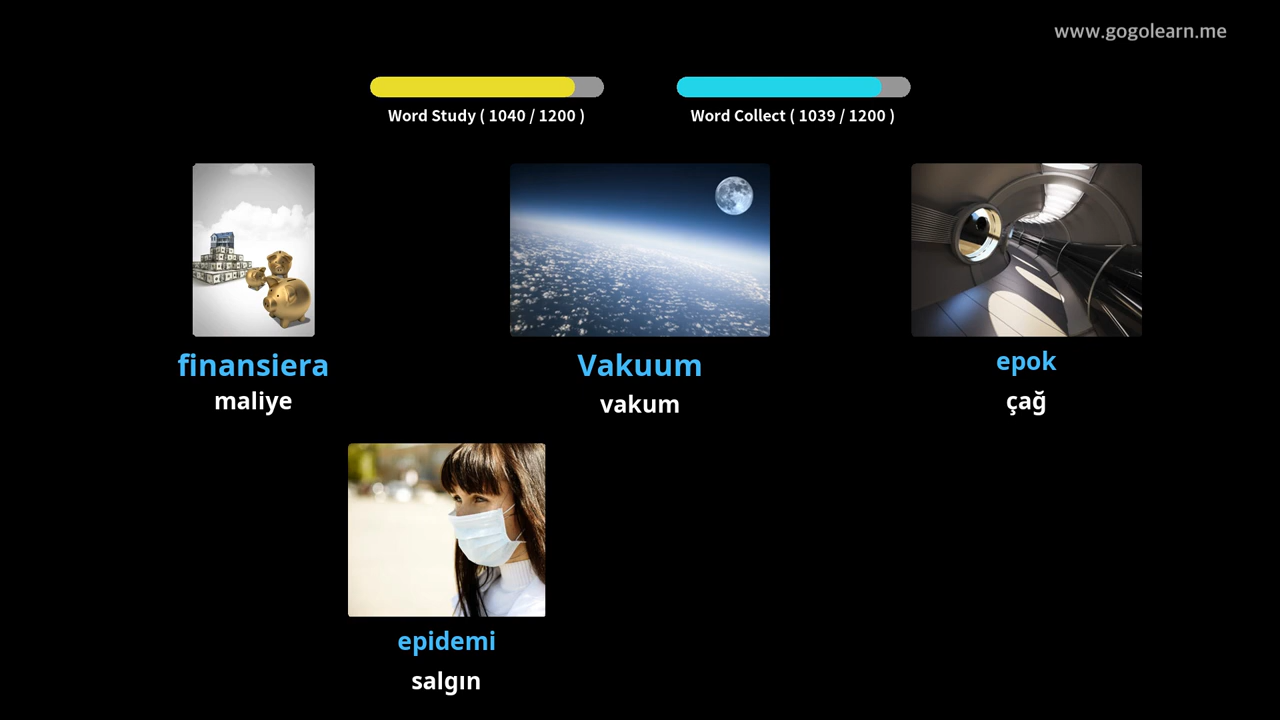 www.gogolearn.me
Word Study ( 1040 / 1200 )
Word Collect ( 1039 / 1200 )
finansiera
maliye
Vakuum
vakum
epok
çağ
epidemi
salgın